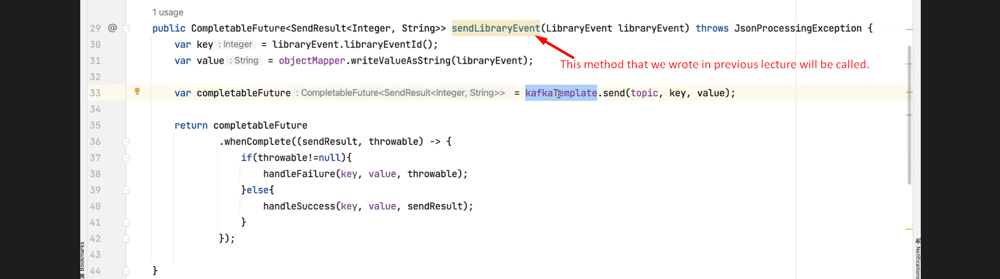 1 usage
29 @ public CompletableFuture<SendResult<Integer, String>> sendLibraryEvent(LibraryEvent libraryEvent) throws JsonProcessingException {
30 var key : Integer = libraryEvent.libraryEventId();
31 var value : String = objectMapper.writeValueAsString(libraryEvent);
This method that we wrote in previous lecture will be called.
32
33 var completableFuture : CompletableFuture<SendResult<Integer, String>> = kafkaTemplate.send(topic, key, value);
34
35 return completableFuture
36 .whenComplete((sendResult, throwable) -> {
37 if(throwable!=null){
38 handleFailure(key, value, throwable);
39 }else{
40 handleSuccess(key, value, sendResult);
41 }
42 });
43
44 }
Bookmarks
Notifications